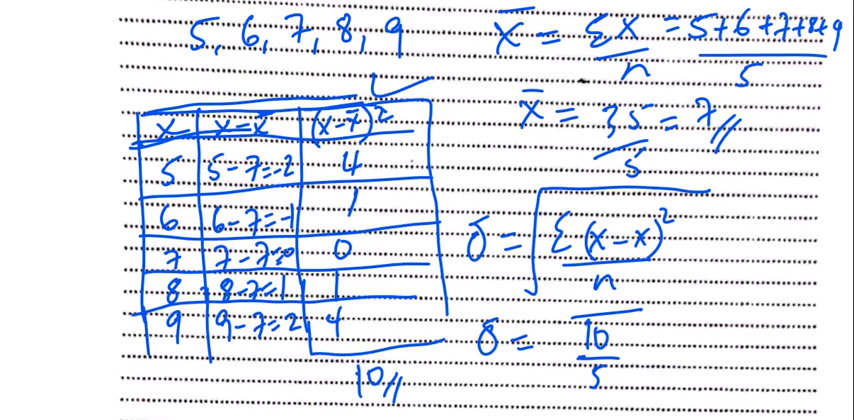 5, 6, 7, 8, 9
x̄ = Σx/n = 5+6+7+8+9/5
x̄ = 35/5 = 7//
x | x-x̄ | (x-x̄)²
5 | 5-7=-2 | 4
6 | 6-7=-1 | 1
7 | 7-7=0 | 0
8 | 8-7=1 | 1
9 | 9-7=2 | 4
10//
σ = √Σ(x-x)²/n
σ = 10/5